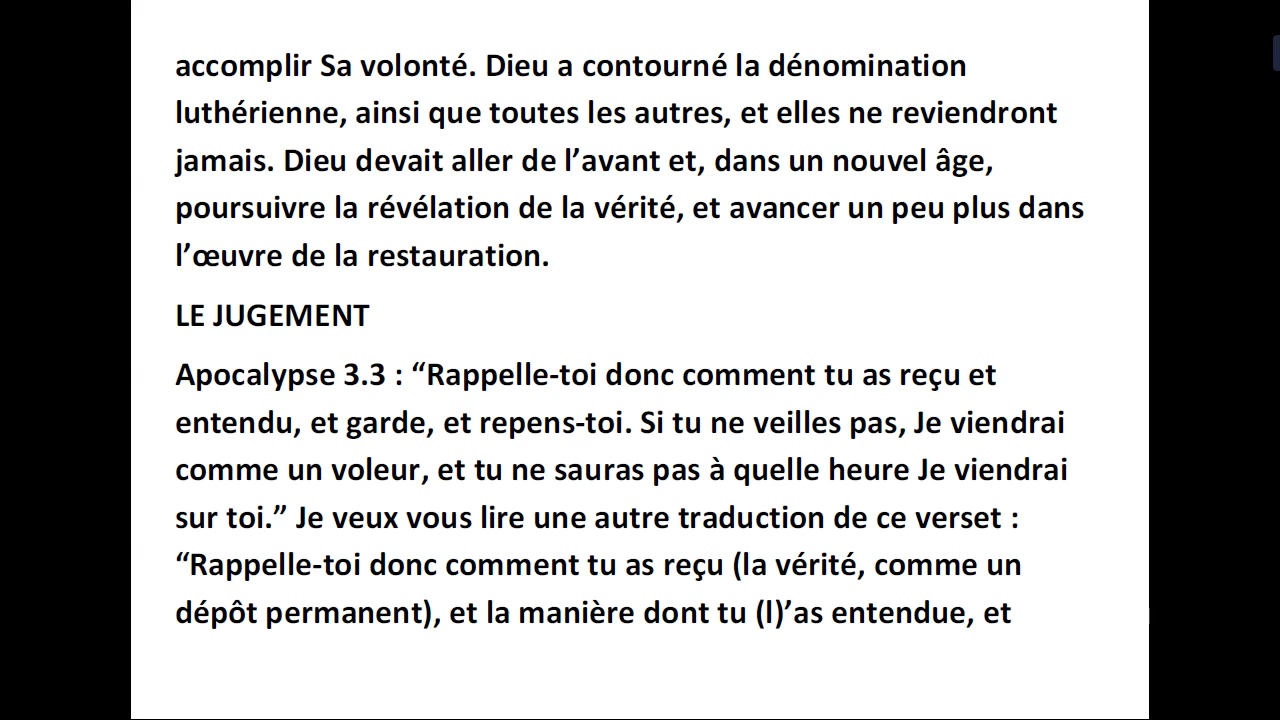 accomplir Sa volonté. Dieu a contourné la dénomination
luthérienne, ainsi que toutes les autres, et elles ne reviendront
jamais. Dieu devait aller de l’avant et, dans un nouvel âge,
poursuivre la révélation de la vérité, et avancer un peu plus dans
l’œuvre de la restauration.
LE JUGEMENT
Apocalypse 3.3 : “Rappelle-toi donc comment tu as reçu et
entendu, et garde, et repens-toi. Si tu ne veilles pas, Je viendrai
comme un voleur, et tu ne sauras pas à quelle heure Je viendrai
sur toi.” Je veux vous lire une autre traduction de ce verset :
“Rappelle-toi donc comment tu as reçu (la vérité, comme un
dépôt permanent), et la manière dont tu (l)’as entendue, et